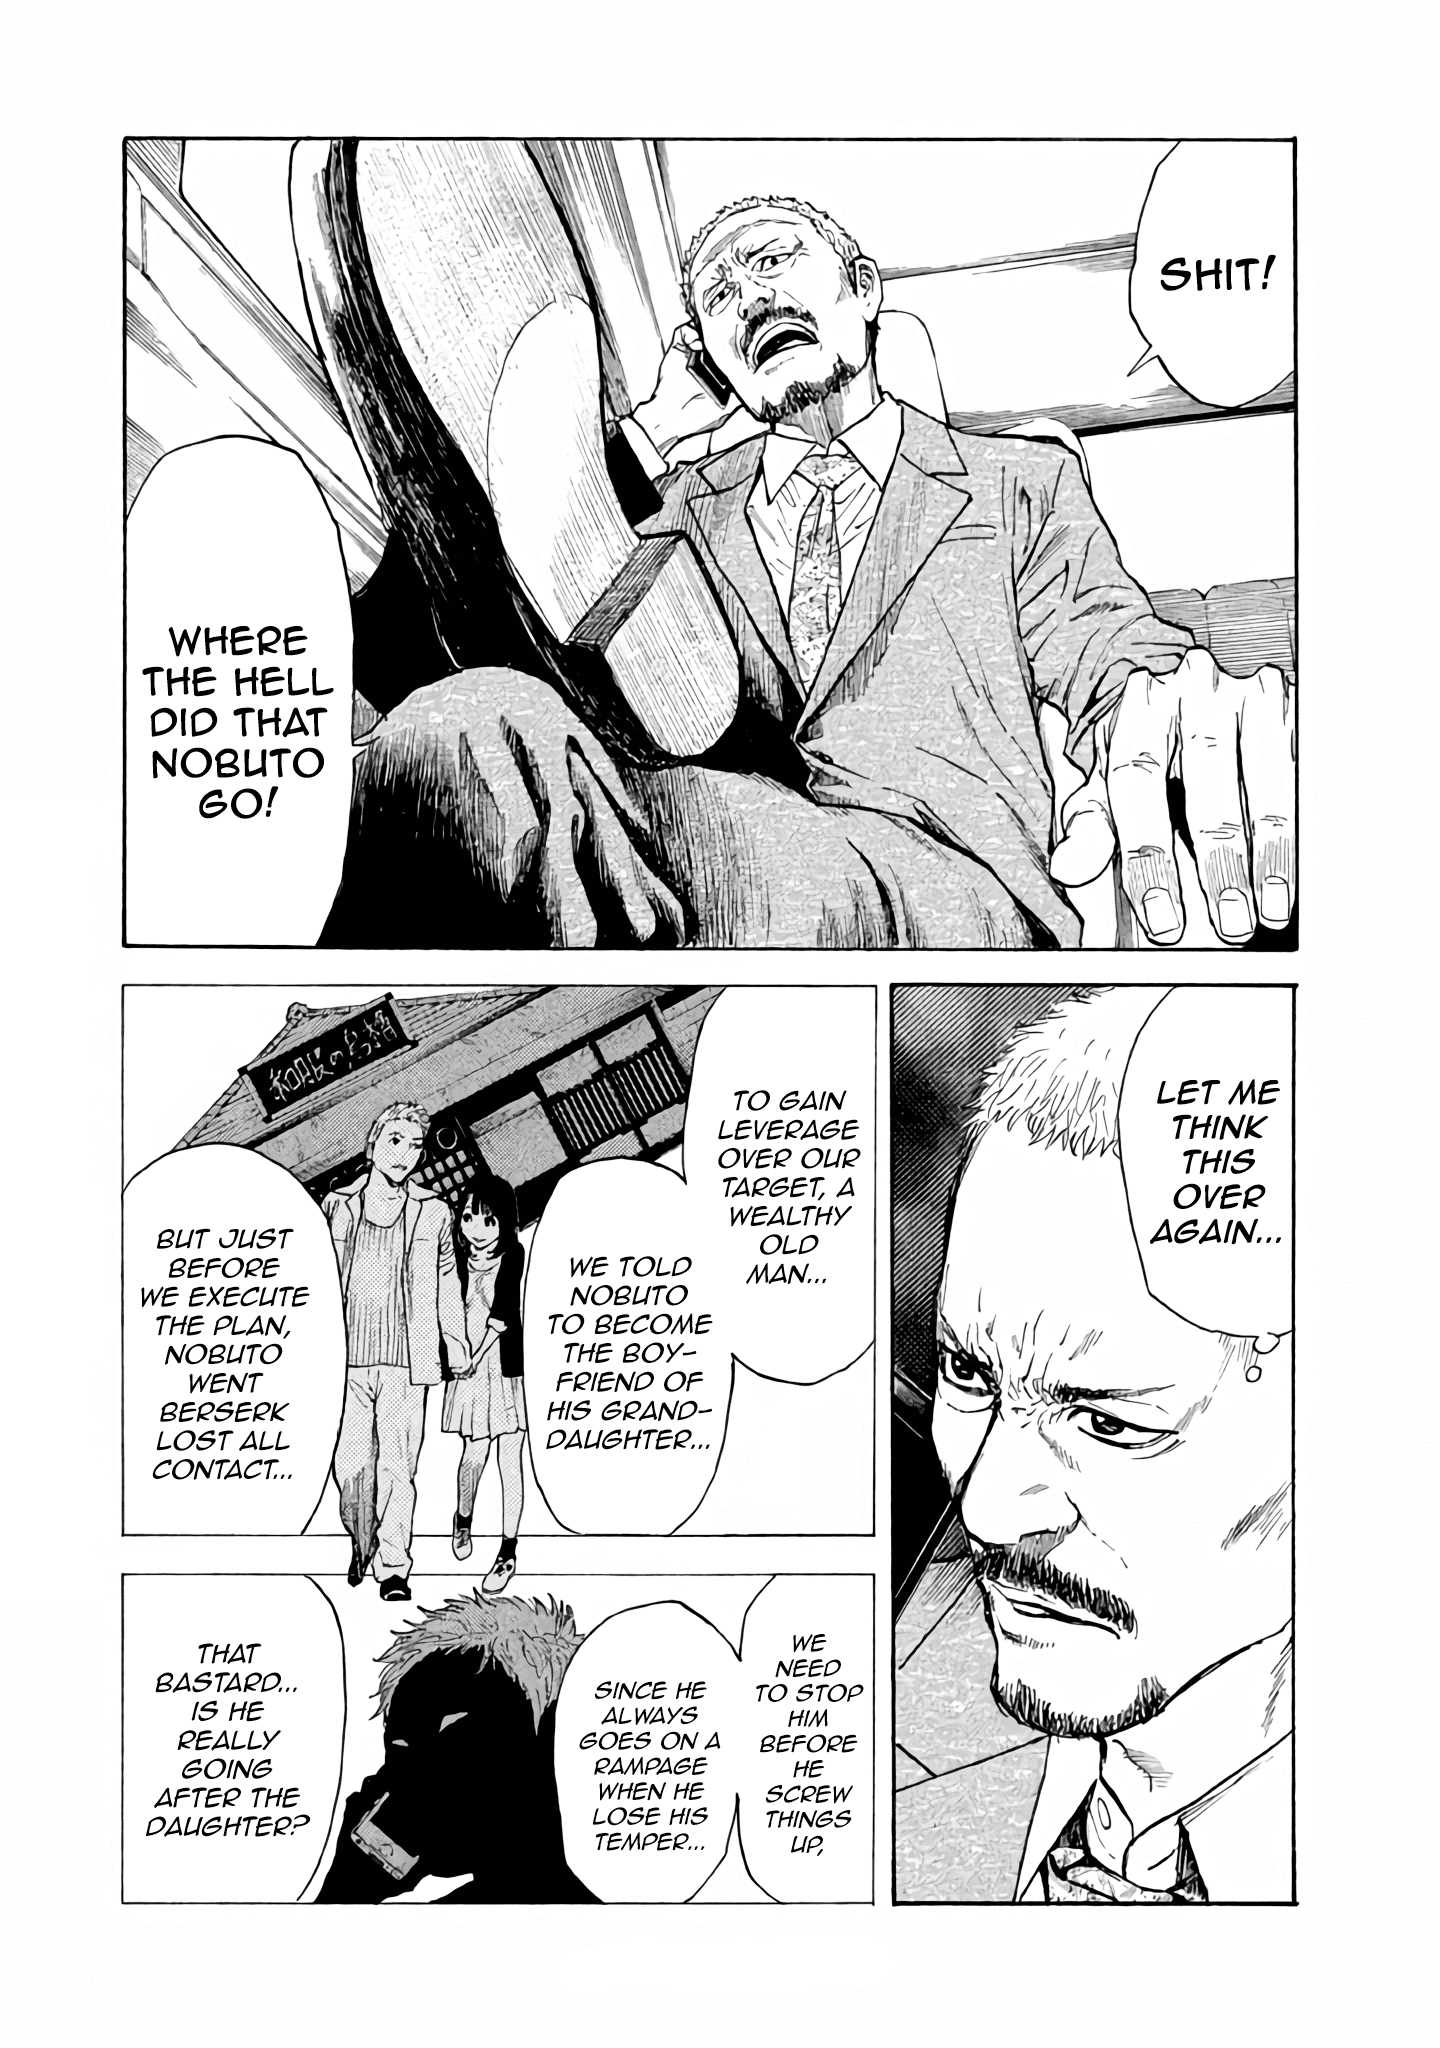 SHIT!
WHERE
THE HELL
DID THAT
NOBUTO
GO!
LET ME
THINK
THIS
OVER
AGAIN...
TO GAIN
LEVERAGE
OVER OUR
TARGET, A
WEALTHY
OLD
MAN...
WE TOLD
NOBUTO
TO BECOME
THE BOY-
FRIEND OF
HIS GRAND-
DAUGHTER...
BUT JUST
BEFORE
WE EXECUTE
THE PLAN,
NOBUTO
WENT
BERSERK
LOST ALL
CONTACT...
WE
NEED
TO STOP
HIM
BEFORE
HE
SCREW
THINGS
UP,
SINCE HE
ALWAYS
GOES ON A
RAMPAGE
WHEN HE
LOSE HIS
TEMPER...
THAT
BASTARD...
IS HE
REALLY
GOING
AFTER THE
DAUGHTER?